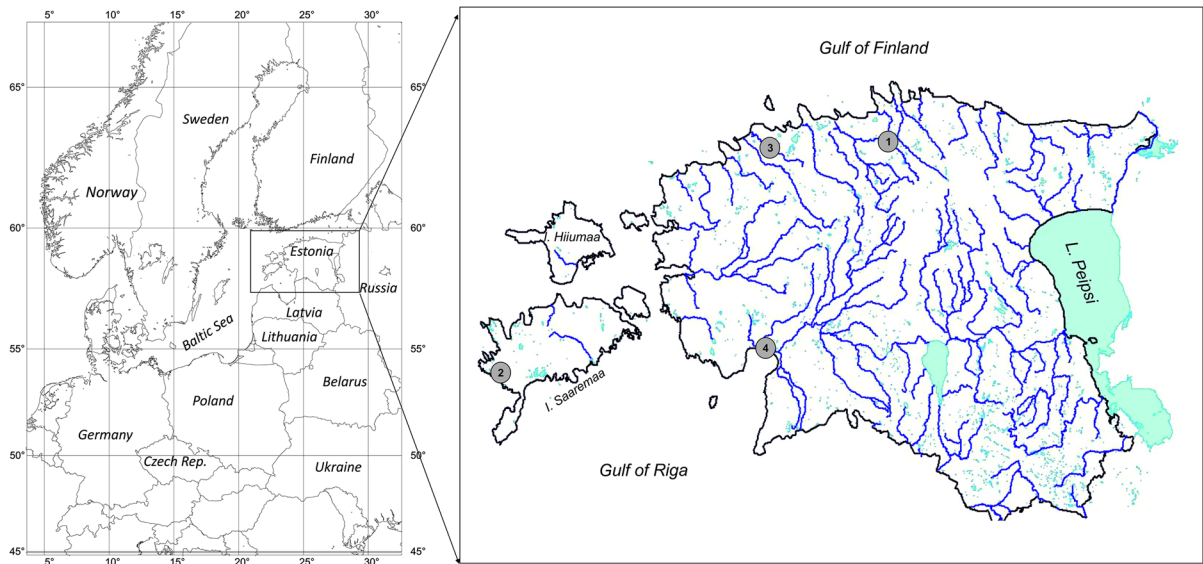 5° 10° 15° 20° 25° 30°
65° 65°
60° 60°
55° 55°
50° 50°
45° 45°
5° 10° 15° 20° 25° 30°
Sweden
Finland
Norway
Estonia
Russia
Latvia
Baltic Sea
Lithuania
Belarus
Poland
Germany
Czech Rep.
Ukraine
Gulf of Finland
1
3
I. Hiiumaa
L. Peipsi
4
2
I. Saaremaa
Gulf of Riga